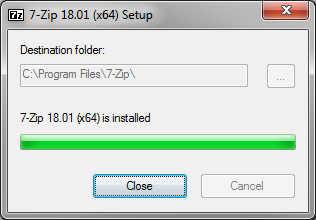 7z 7-Zip 18.01 (x64) Setup
Destination folder:
C:\Program Files\7-Zip\
...
7-Zip 18.01 (x64) is installed
Close Cancel